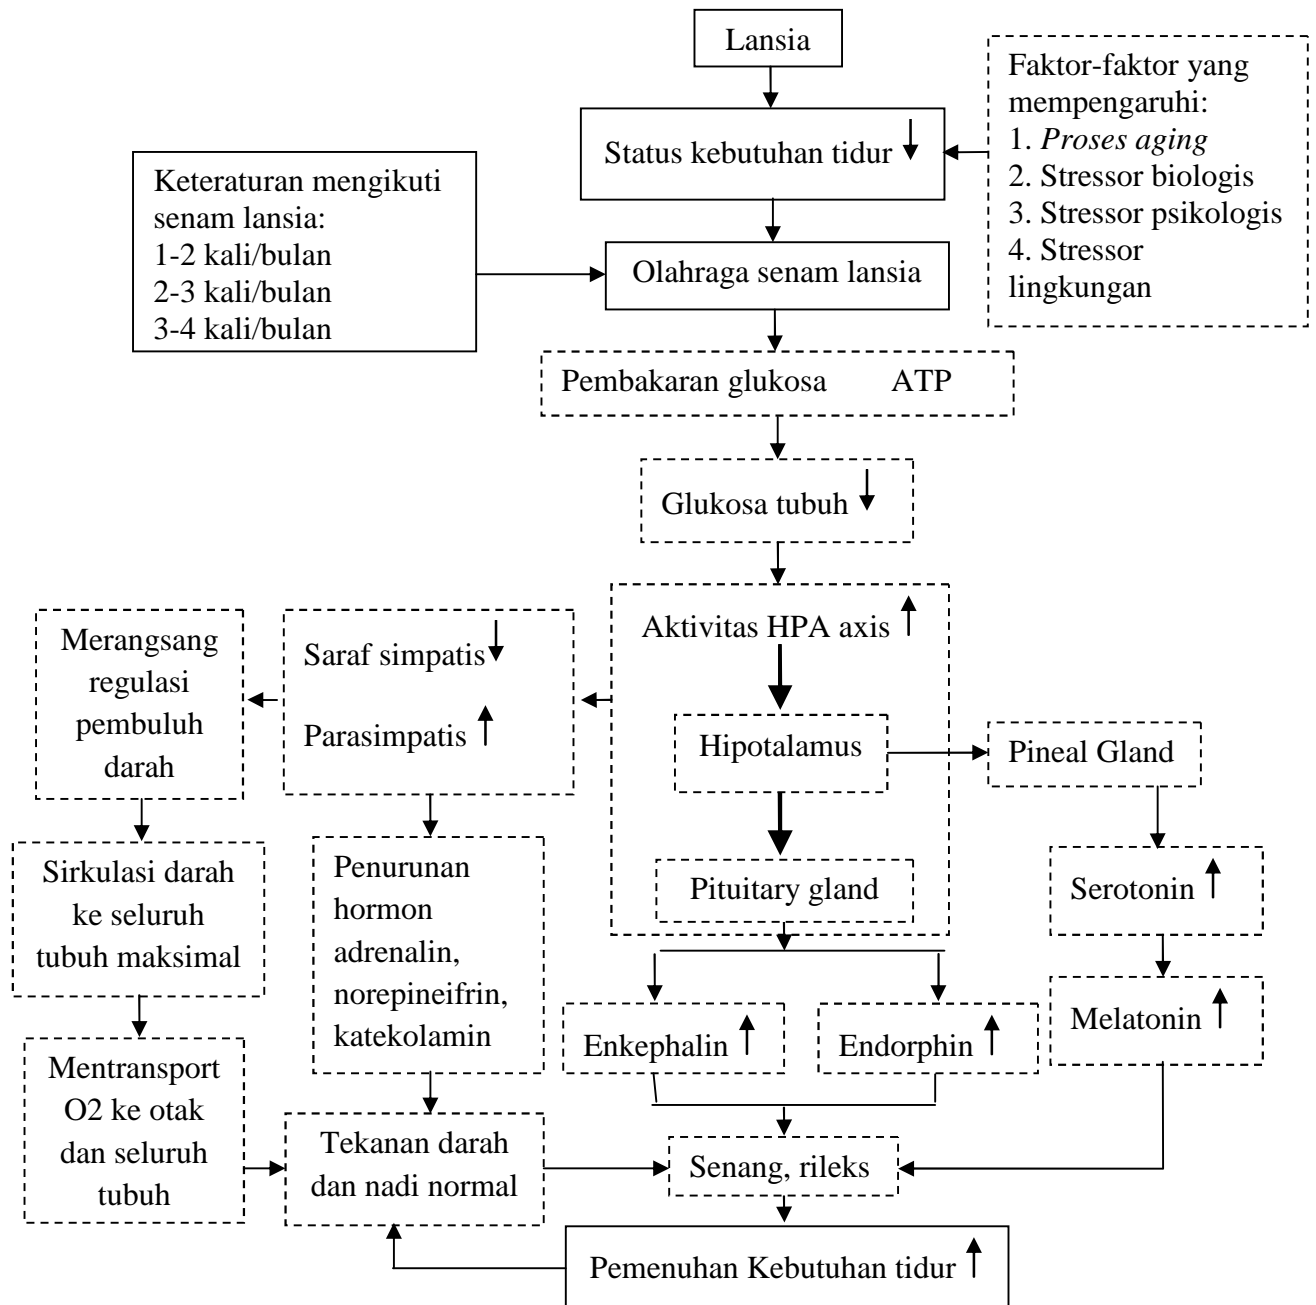 Lansia
Faktor-faktor yang
mempengaruhi:
1. Proses aging
2. Stressor biologis
3. Stressor psikologis
4. Stressor
lingkungan
Status kebutuhan tidur
Keteraturan mengikuti
senam lansia:
1-2 kali/bulan
2-3 kali/bulan
3-4 kali/bulan
Olahraga senam lansia
Pembakaran glukosa ATP
Glukosa tubuh
Aktivitas HPA axis
Merangsang
regulasi
pembuluh
darah
Saraf simpatis
Parasimpatis
Hipotalamus
Pineal Gland
Sirkulasi darah
ke seluruh
tubuh maksimal
Penurunan
hormon
adrenalin,
norepineifrin,
katekolamin
Pituitary gland
Serotonin
Enkephalin
Endorphin
Melatonin
Mentransport
O2 ke otak
dan seluruh
tubuh
Tekanan darah
dan nadi normal
Senang, rileks
Pemenuhan Kebutuhan tidur